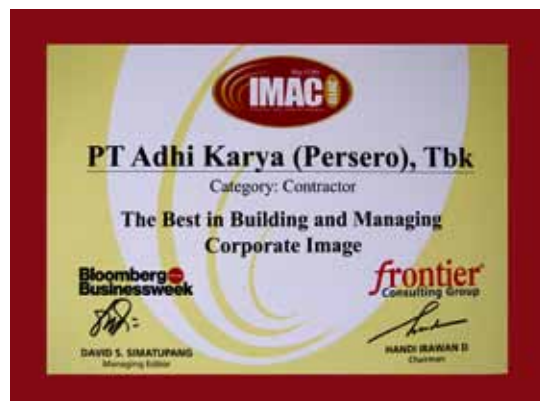 IMAC
PT Adhi Karya (Persero), Tbk
Category: Contractor
The Best in Building and Managing
Corporate Image
Bloomberg
Businessweek
frontier
Consulting Group
DAVID S. SIMATUPANG
Managing Editor
HANDI IRAWAN D
Chairman